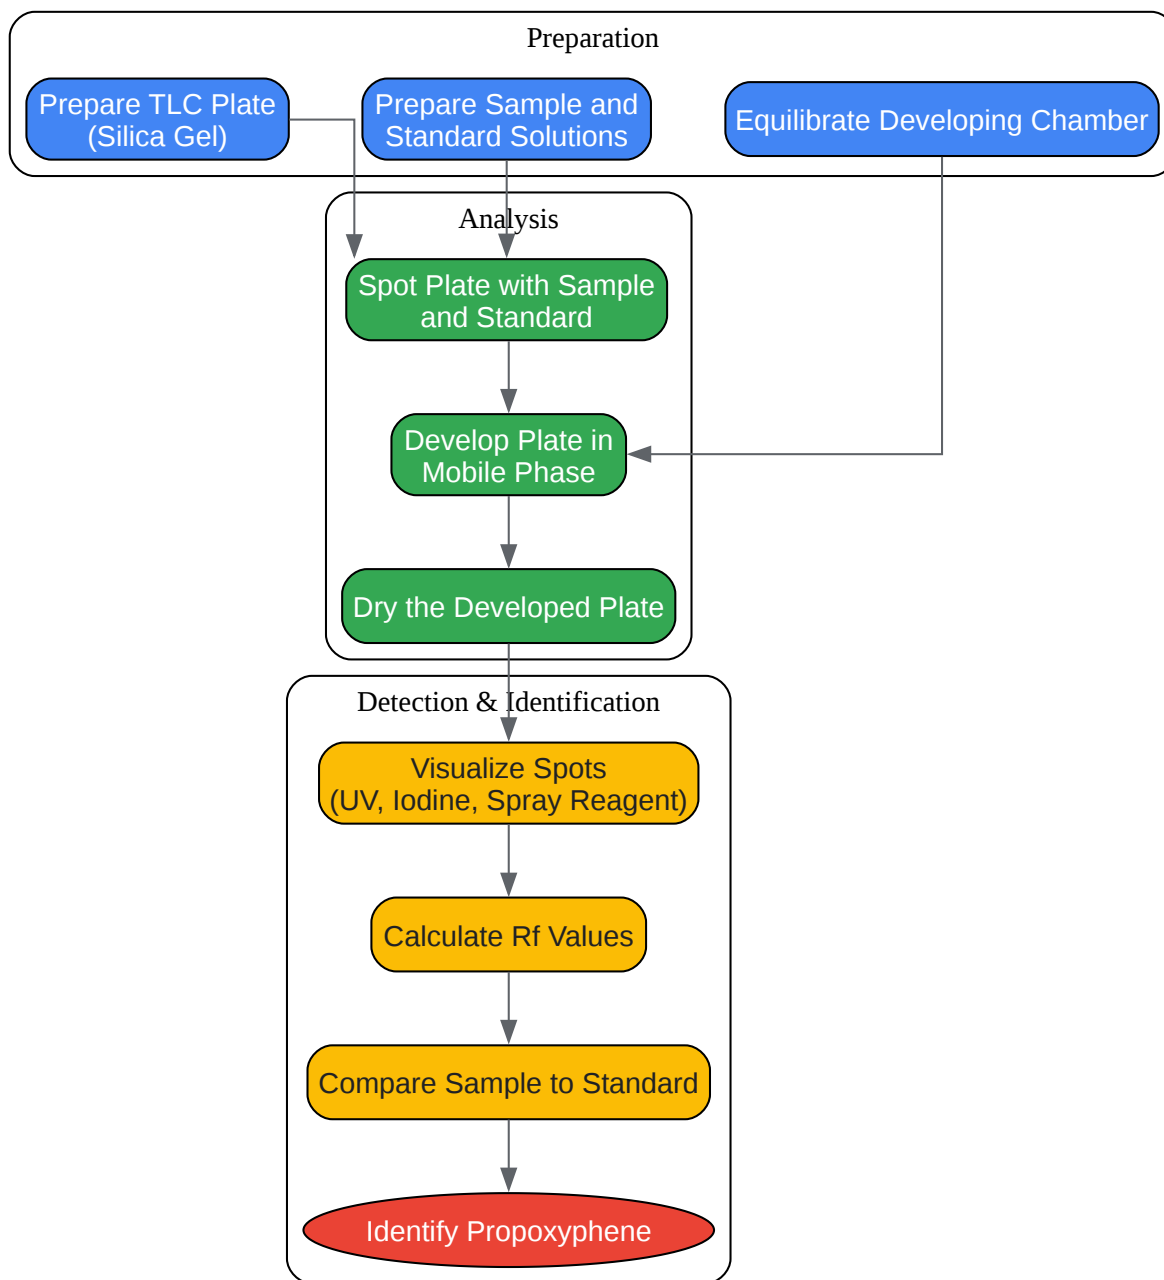 Preparation
Prepare TLC Plate
(Silica Gel)
Prepare Sample and
Standard Solutions
Equilibrate Developing Chamber
Analysis
Spot Plate with Sample
and Standard
Develop Plate in
Mobile Phase
Dry the Developed Plate
Detection & Identification
Visualize Spots
(UV, Iodine, Spray Reagent)
Calculate Rf Values
Compare Sample to Standard
Identify Propoxyphene